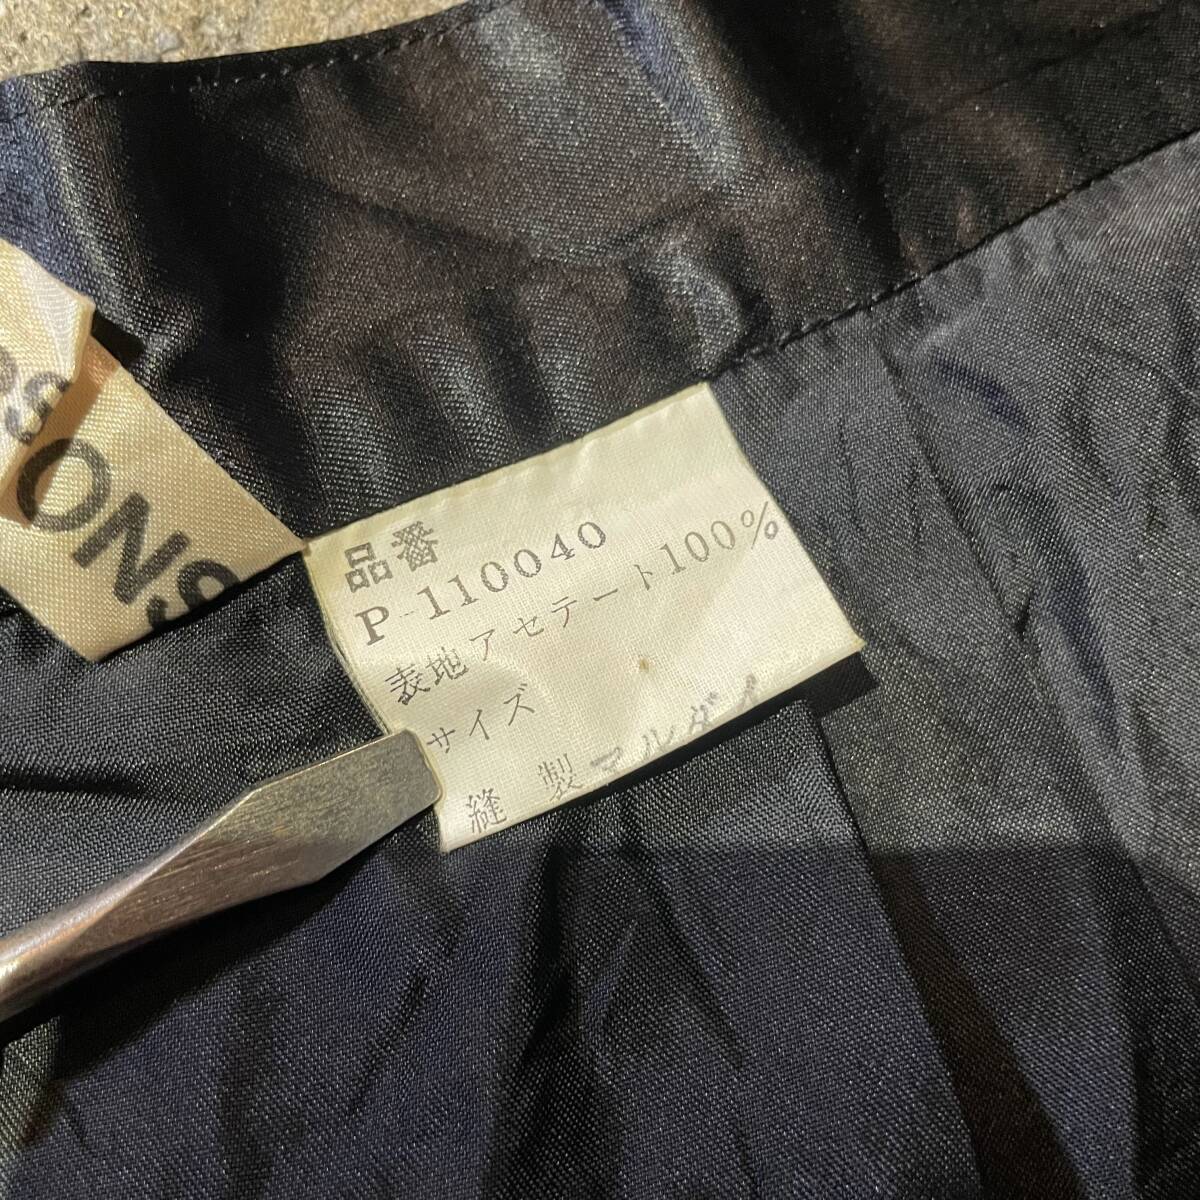 ONS
品番
P-110040
表地アセテート100%
サイズ
縫製マルダイ